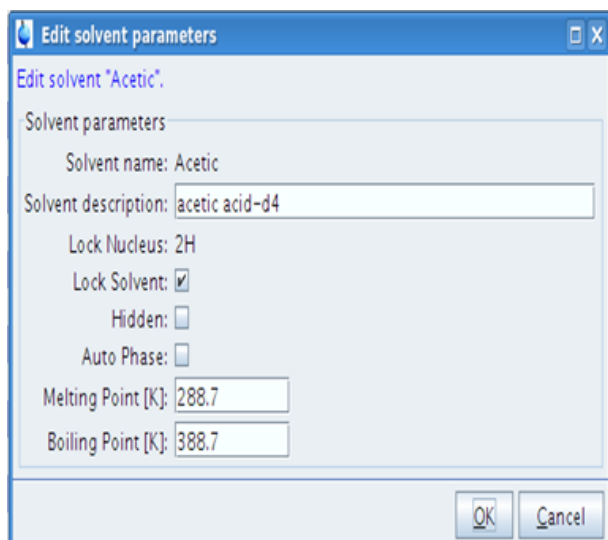 Edit solvent parameters
Edit solvent "Acetic".
Solvent parameters
Solvent name: Acetic
Solvent description: acetic acid-d4
Lock Nucleus: 2H
Lock Solvent:
Hidden:
Auto Phase:
Melting Point [K]: 288.7
Boiling Point [K]: 388.7
OK Cancel